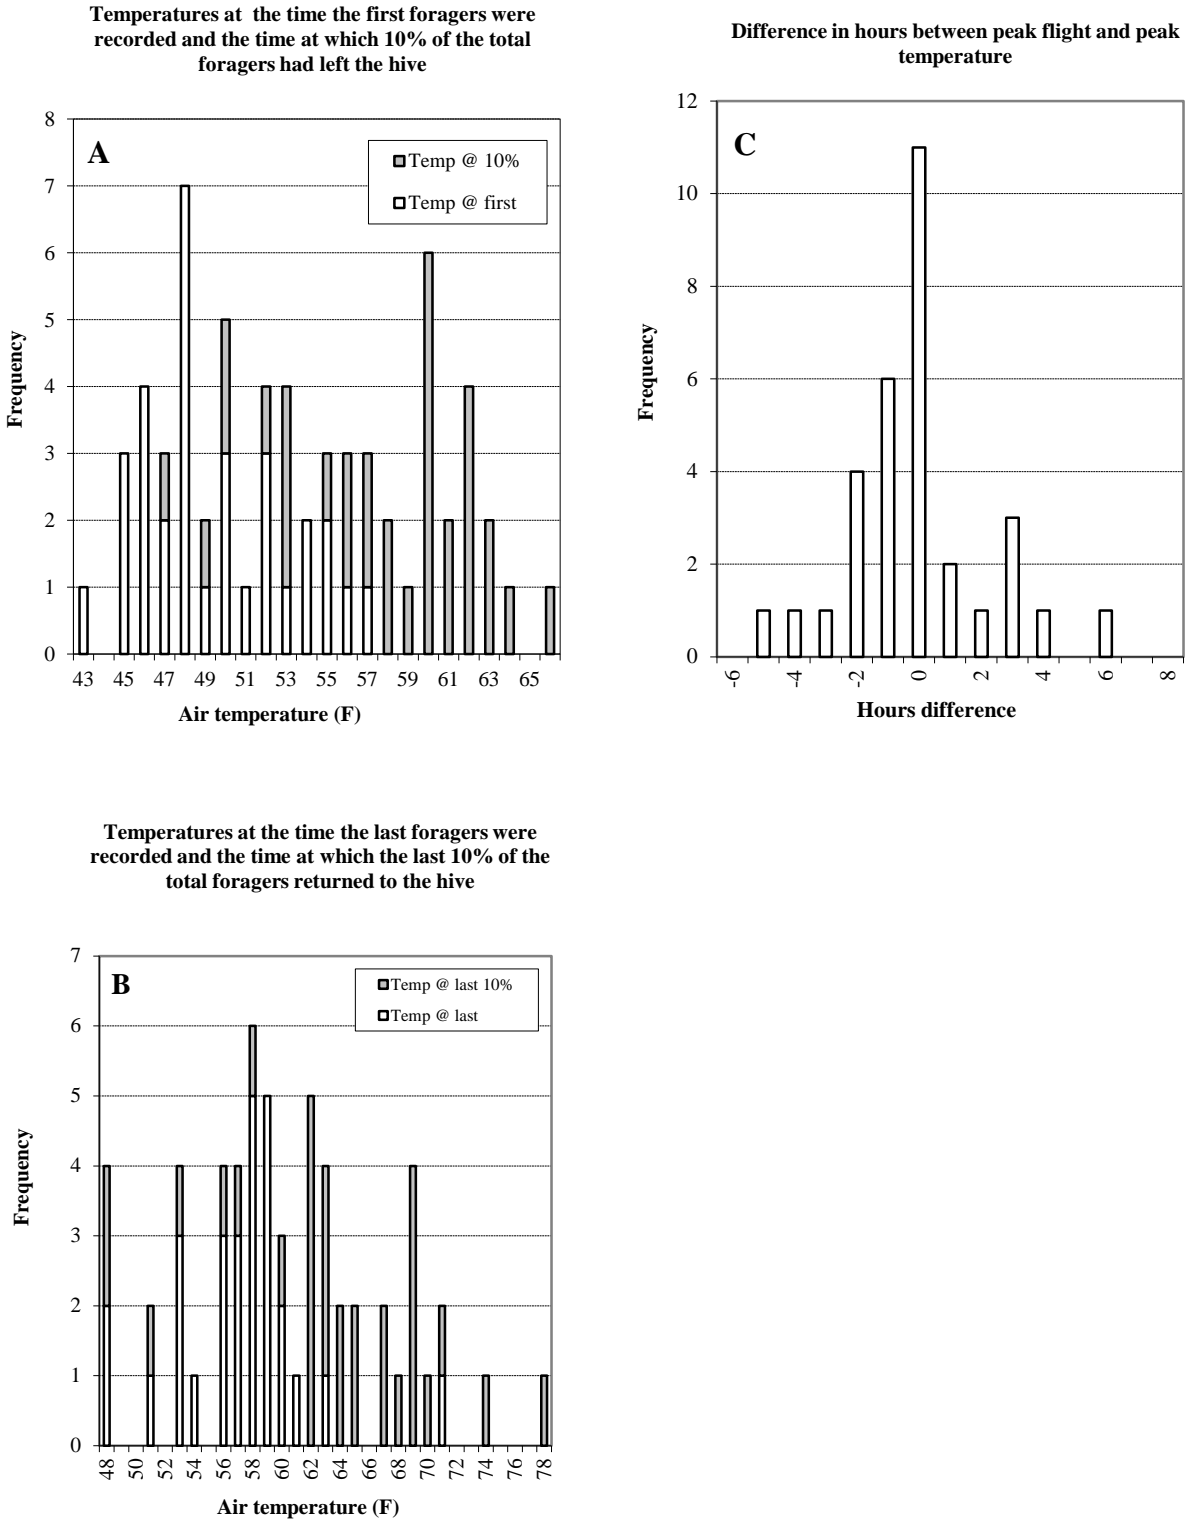 Temperatures at the time the first foragers were
recorded and the time at which 10% of the total
foragers had left the hive
8
7
6
5
4
3
2
1
0
Frequency
A
Temp @ 10%
Temp @ first
43 45 47 49 51 53 55 57 59 61 63 65
Air temperature (F)
Difference in hours between peak flight and peak
temperature
12
10
8
6
4
2
0
Frequency
C
-6 -4 -2 0 2 4 6 8
Hours difference
Temperatures at the time the last foragers were
recorded and the time at which the last 10% of the
total foragers returned to the hive
7
6
5
4
3
2
1
0
Frequency
B
Temp @ last 10%
Temp @ last
48 50 52 54 56 58 60 62 64 66 68 70 72 74 76 78
Air temperature (F)